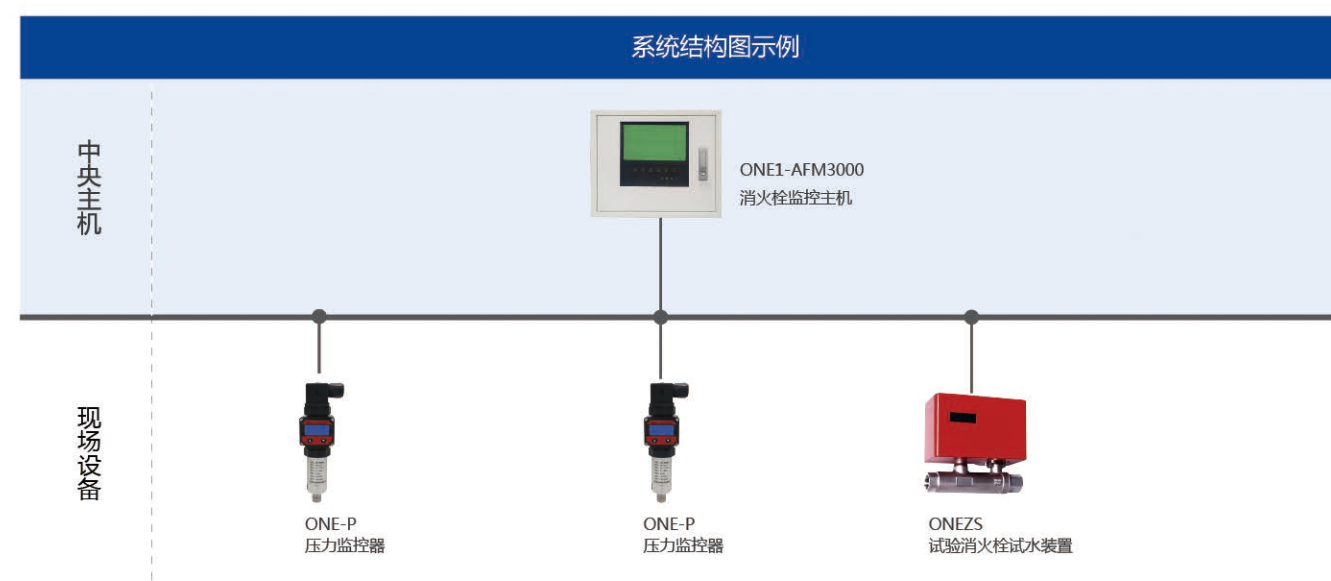 系统结构图示例
中央主机
ONE1-AFM3000
消火栓监控主机
现场设备
ONE-P
压力监控器
ONE-P
压力监控器
ONEZS
试验消火栓试水装置